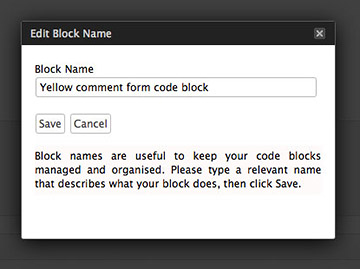 Edit Block Name
Block Name
Yellow comment form code block
Save Cancel
Block names are useful to keep your code blocks
managed and organised. Please type a relevant name
that describes what your block does, then click Save.